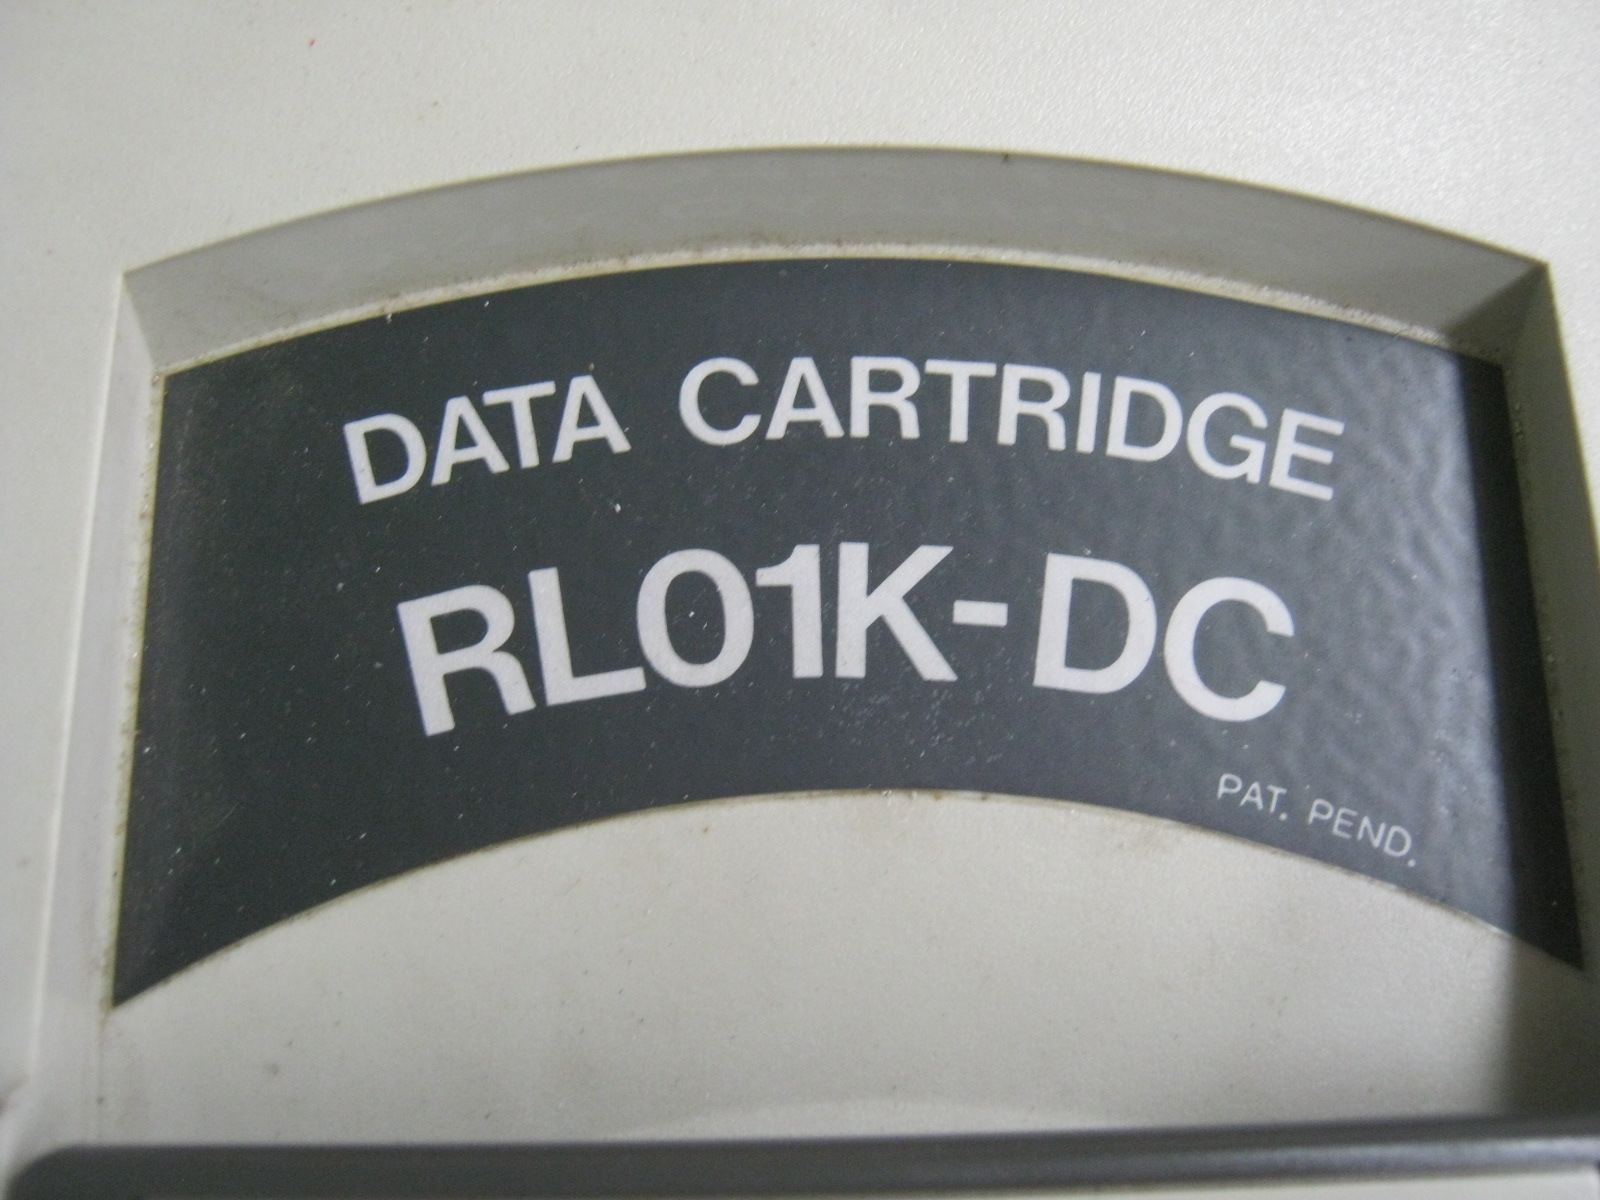 DATA CARTRIDGE
RL01K-DC
PAT. PEND.